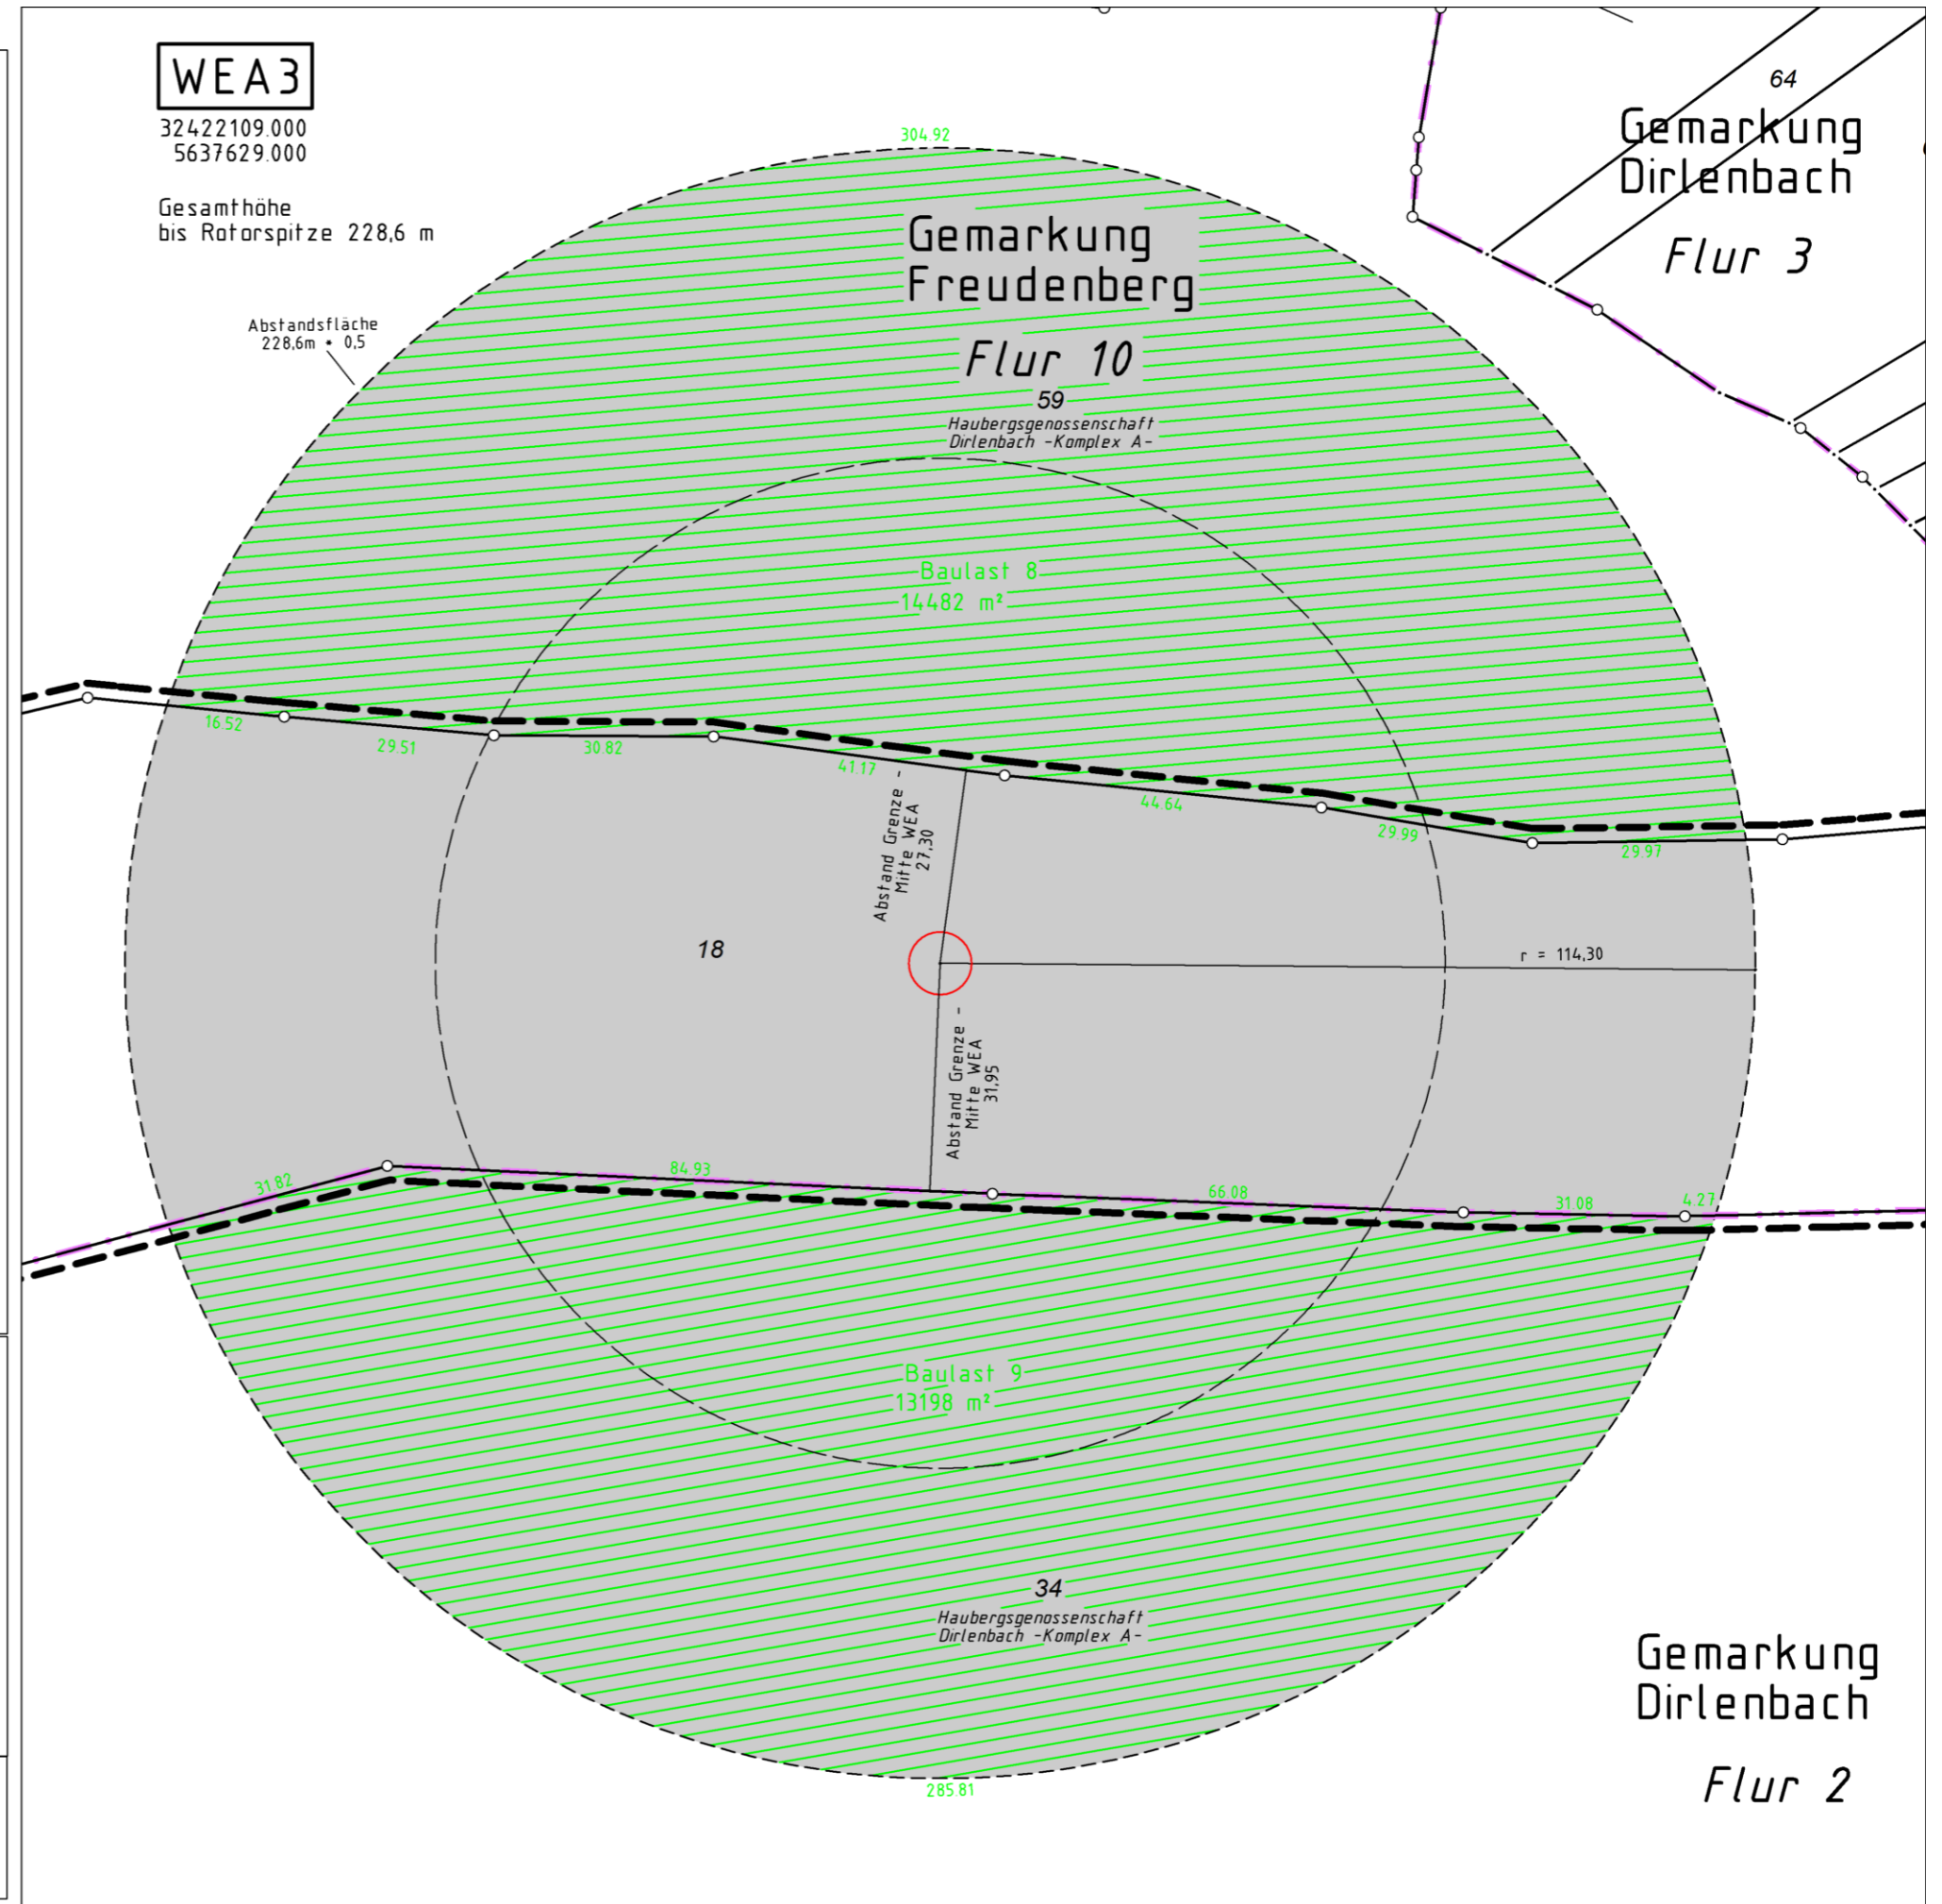 WEA3
32422109.000
5637629.000
Gesamthöhe
bis Rotorspitze 228,6 m
Abstandsfläche
228,6m * 0,5
304.92
64
Gemarkung
Dirlenbach
Flur 3
Gemarkung
Freudenberg
Flur 10
59
Haubergsgenossenschaft
Dirlenbach -Komplex A-
Baulast 8
14482 m²
16.52
29.51
30.82
41.17
44.64
29.99
29.97
Abstand Grenze -
Mitte WEA
27,30
18
r = 114,30
Abstand Grenze -
Mitte WEA
31,95
31.82
84.93
66.08
31.08
4.27
Baulast 9
13198 m²
34
Haubergsgenossenschaft
Dirlenbach -Komplex A-
Gemarkung
Dirlenbach
Flur 2
285.81